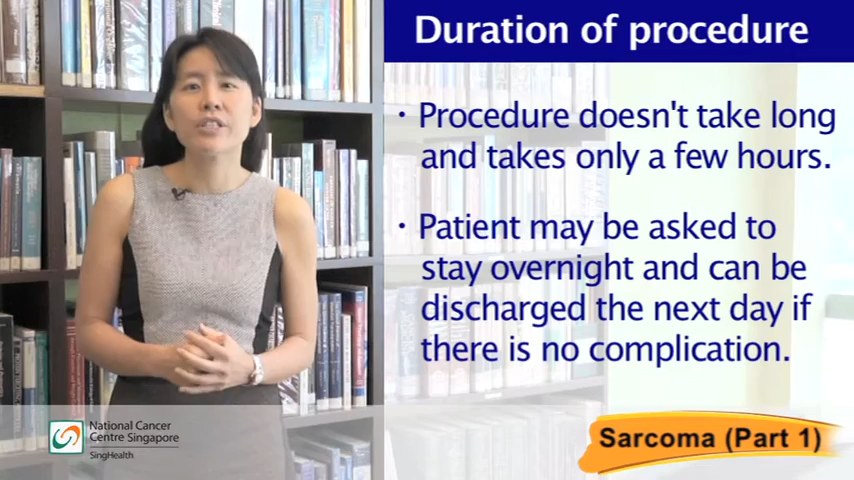 Duration of procedure
• Procedure doesn't take long
and takes only a few hours.
• Patient may be asked to
stay overnight and can be
discharged the next day if
there is no complication.
National Cancer
Centre Singapore
SingHealth
Sarcoma (Part 1)